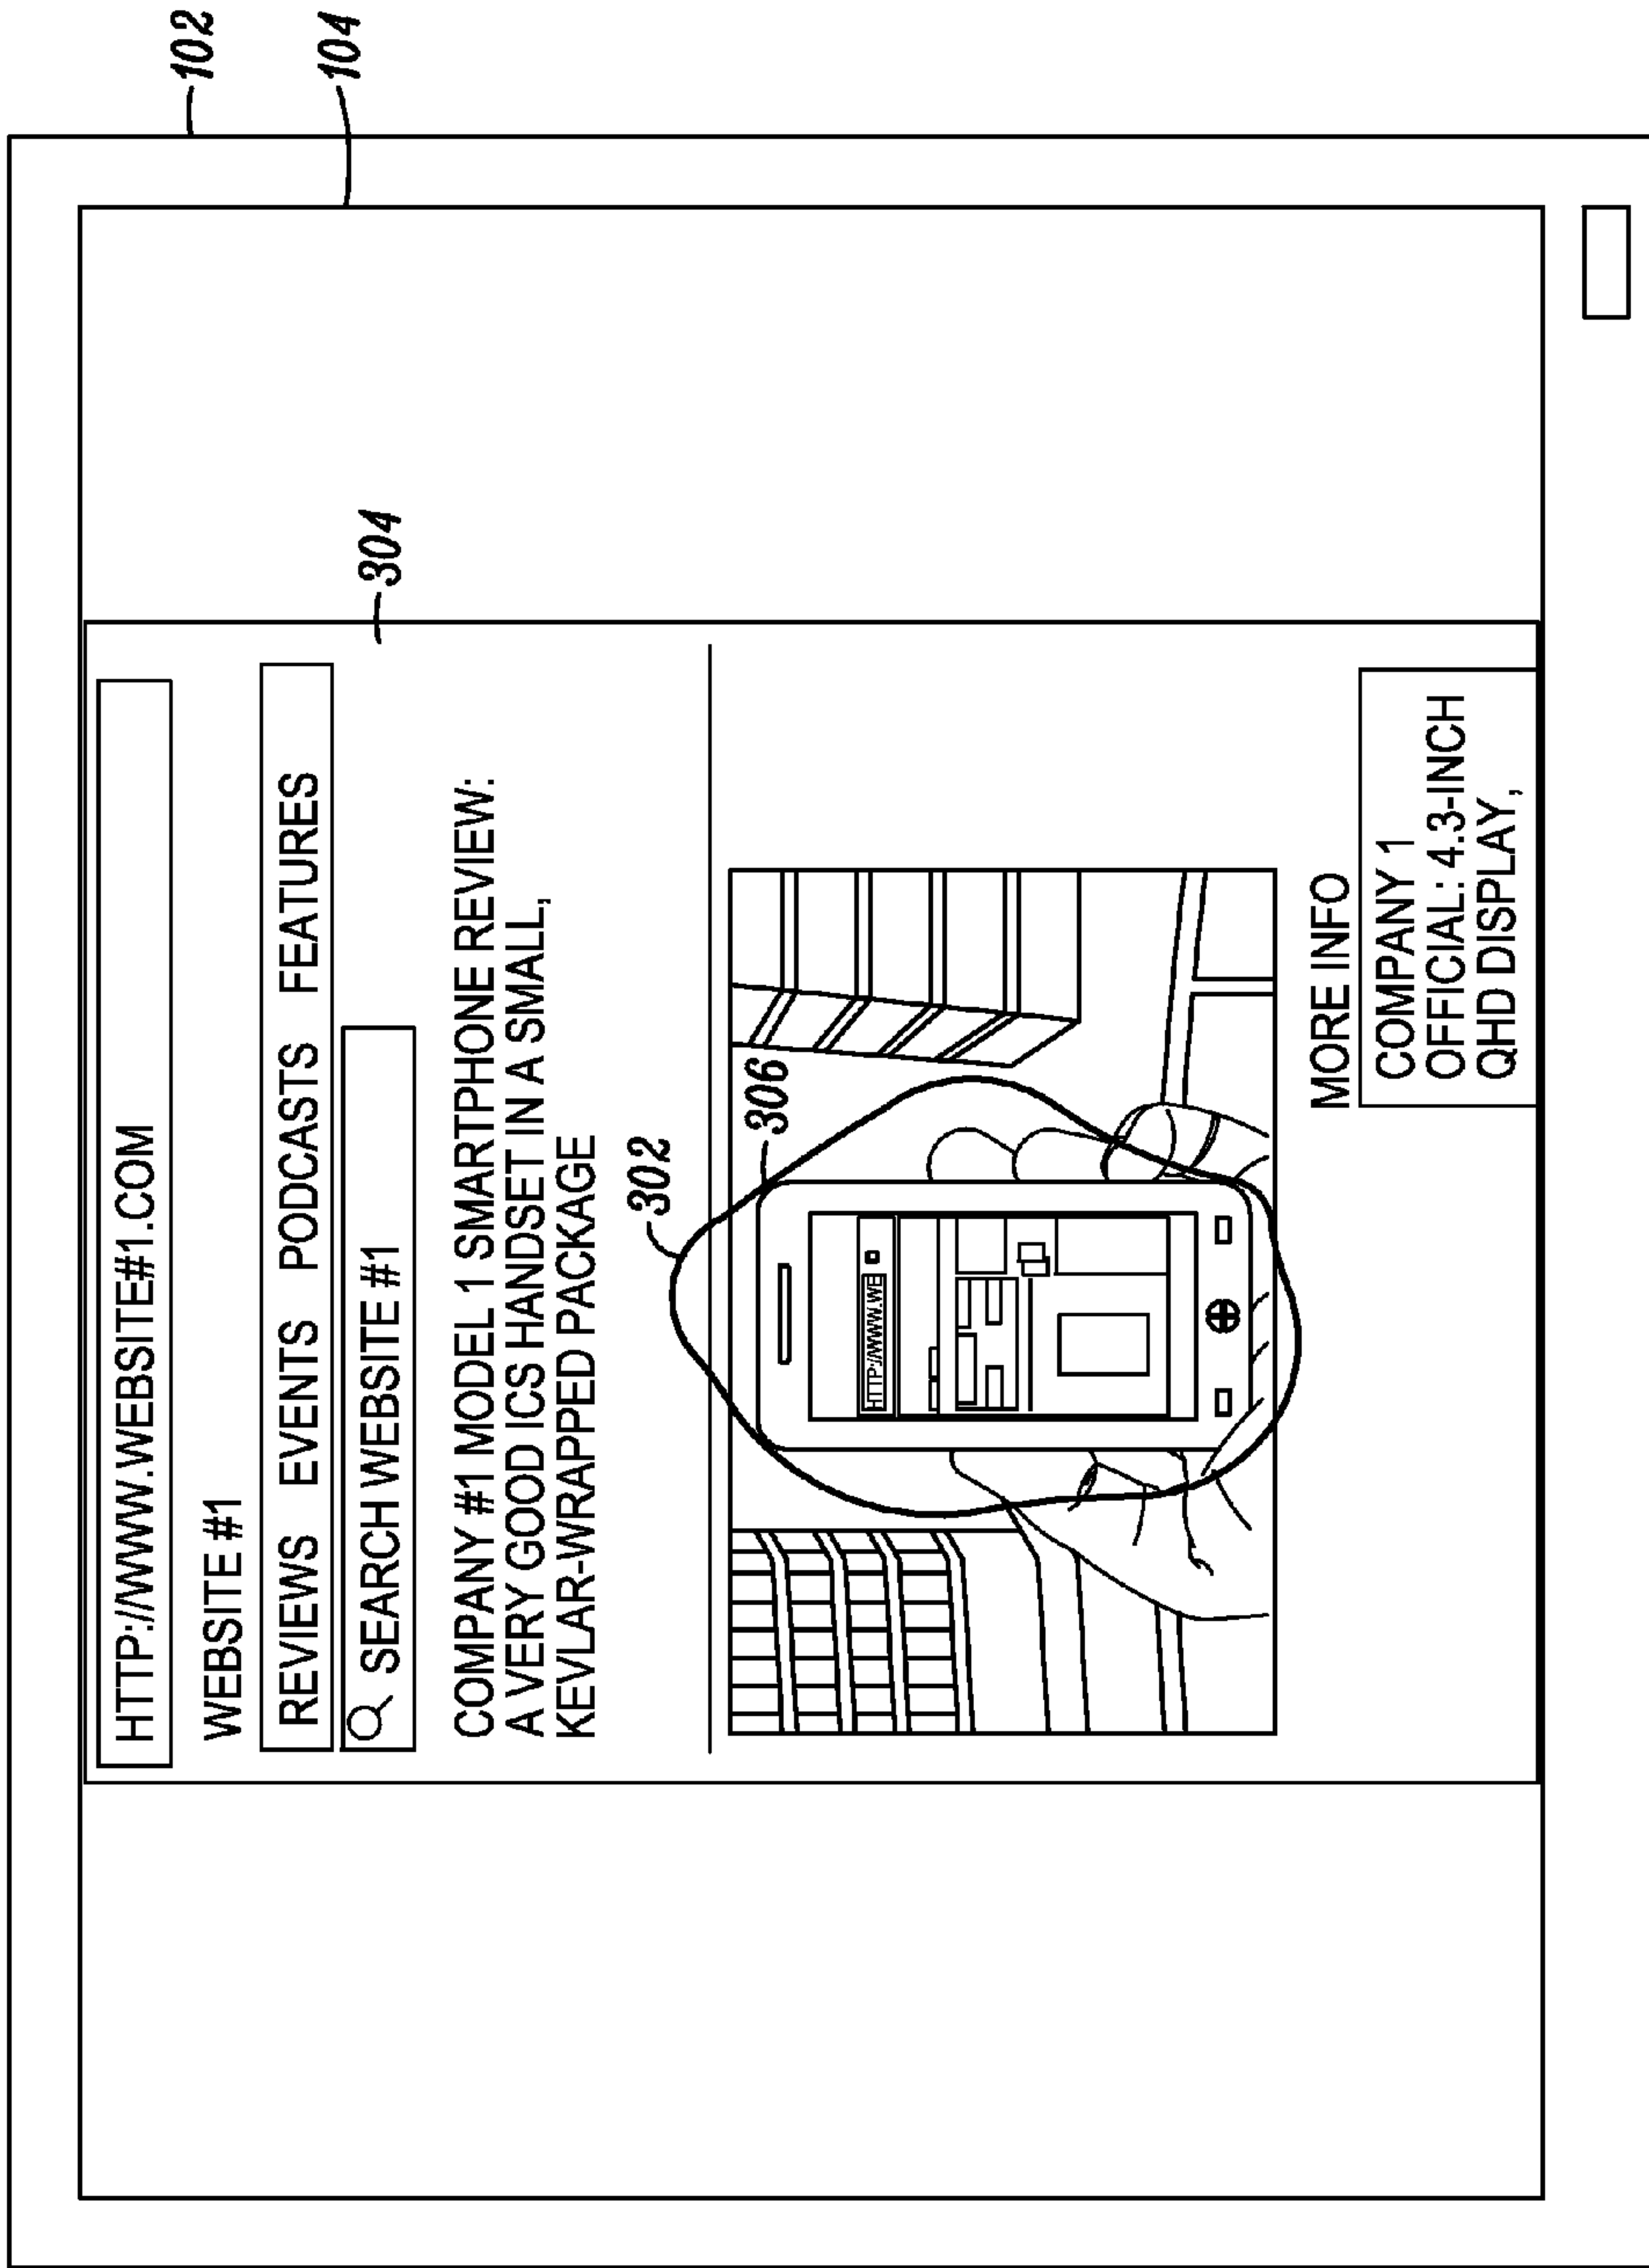 102
104
HTTP://WWW.WEBSITE#1.COM
WEBSITE #1
REVIEWS EVENTS PODCASTS FEATURES
304
SEARCH WEBSITE #1
COMPANY #1 MODEL 1 SMARTPHONE REVIEW:
A VERY GOOD ICS HANDSET IN A SMALL,
KEVLAR-WRAPPED PACKAGE
302
306
HTTP://WWW.WE
MORE INFO
COMPANY 1
OFFICIAL: 4.3-INCH
QHD DISPLAY,